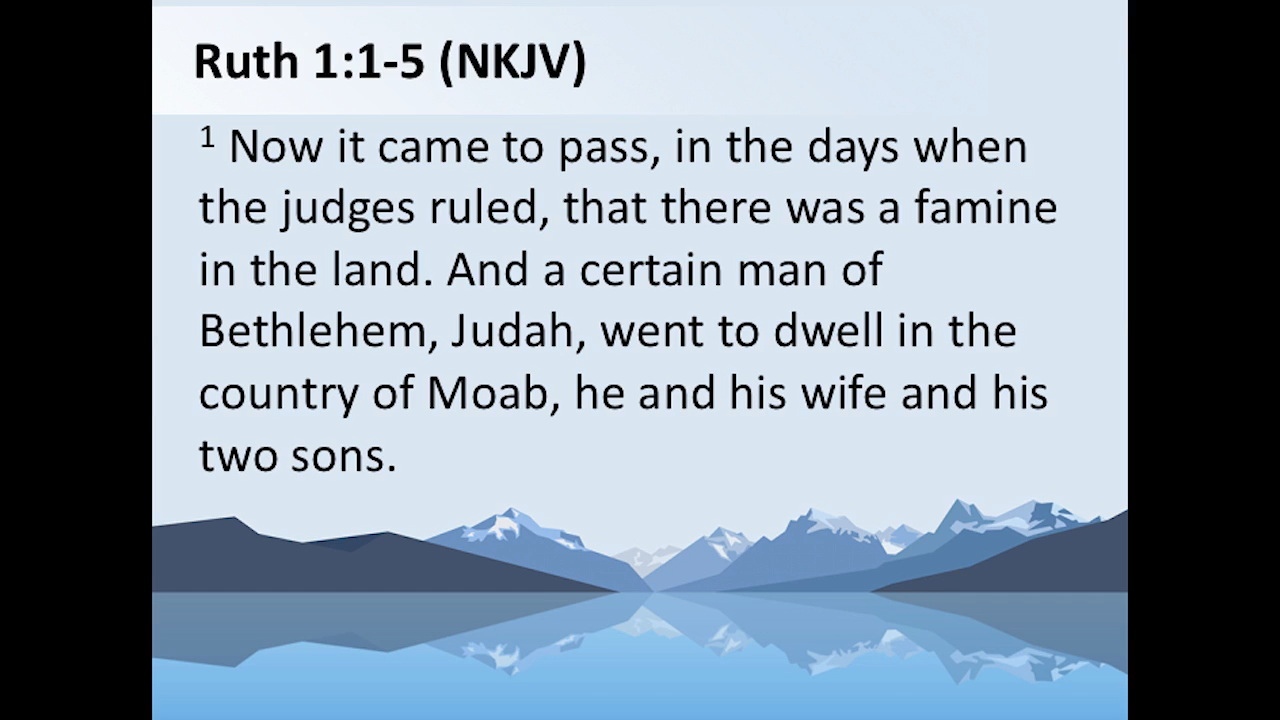 Ruth 1:1-5 (NKJV)
1 Now it came to pass, in the days when
the judges ruled, that there was a famine
in the land. And a certain man of
Bethlehem, Judah, went to dwell in the
country of Moab, he and his wife and his
two sons.